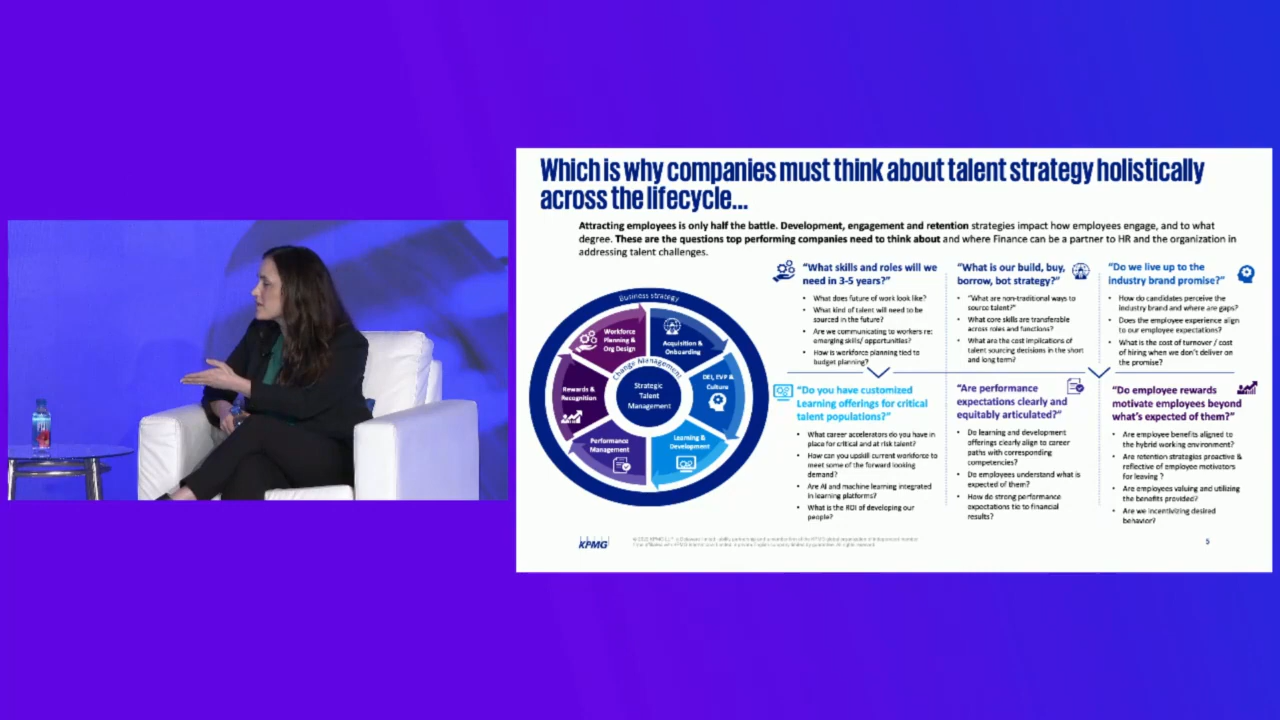 Which is why companies must think about talent strategy holistically
across the lifecycle...
Attracting employees is only half the battle. Development, engagement and retention strategies impact how employees engage, and to what
degree. These are the questions top performing companies need to think about and where Finance can be a partner to HR and the organization in
addressing talent challenges.
Business strategy
Workforce
Planning &
Org Design
Acquisition &
Onboarding
DEI, EVP &
Culture
Learning &
Development
Performance
Management
Rewards &
Recognition
Change Management
Strategic
Talent
Management
"What skills and roles will we
need in 3-5 years?"
• What does future of work look like?
• What kind of talent will need to be
sourced in the future?
• Are we communicating to workers re:
emerging skills/ opportunities?
• How is workforce planning tied to
budget planning?
"What is our build, buy,
borrow, bot strategy?"
• "What are non-traditional ways to
source talent?"
• What core skills are transferable
across roles and functions?
• What are the cost implications of
talent sourcing decisions in the short
and long term?
"Do we live up to the
industry brand promise?"
• How do candidates perceive the
industry brand and where are gaps?
• Does the employee experience align
to our employee expectations?
• What is the cost of turnover / cost
of hiring when we don't deliver on
the promise?
"Do you have customized
Learning offerings for critical
talent populations?"
• What career accelerators do you have in
place for critical and at risk talent?
• How can you upskill current workforce to
meet some of the forward looking
demand?
• Are AI and machine learning integrated
in learning platforms?
• What is the ROI of developing our
people?
"Are performance
expectations clearly and
equitably articulated?"
• Do learning and development
offerings clearly align to career
paths with corresponding
competencies?
• Do employees understand what is
expected of them?
• How do strong performance
expectations tie to financial
results?
"Do employee rewards
motivate employees beyond
what's expected of them?"
• Are employee benefits aligned to
the hybrid working environment?
• Are retention strategies proactive &
reflective of employee motivators
for leaving ?
• Are employees valuing and utilizing
the benefits provided?
• Are we incentivizing desired
behavior?
KPMG
5